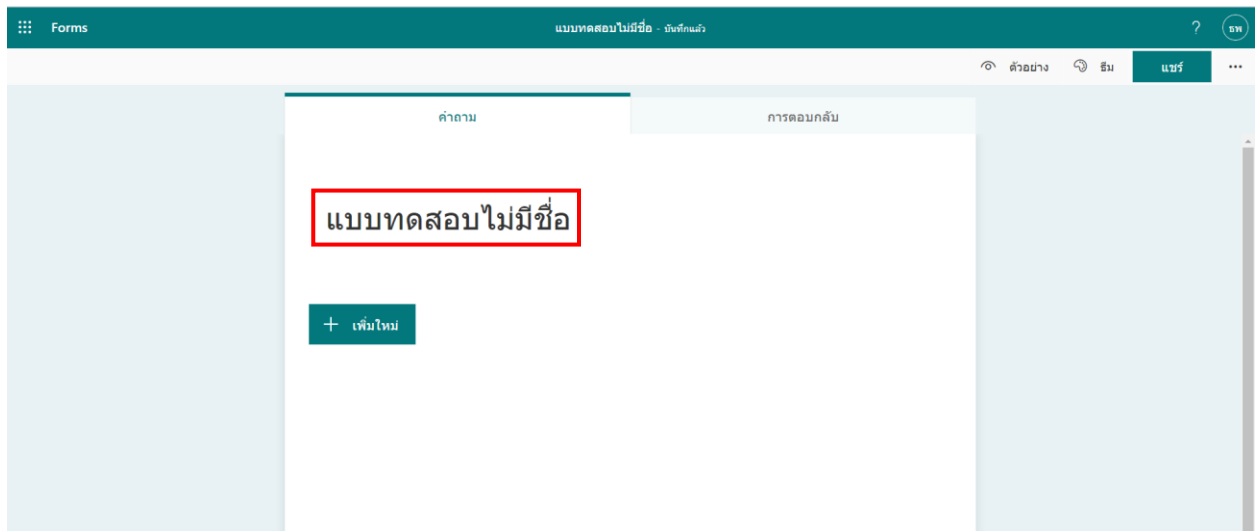 Forms
แบบทดสอบไม่มีชื่อ - บันทึกแล้ว
?
ธพ
ตัวอย่าง
ธีม
แชร์
...
คำถาม
การตอบกลับ
แบบทดสอบไม่มีชื่อ
+ เพิ่มใหม่